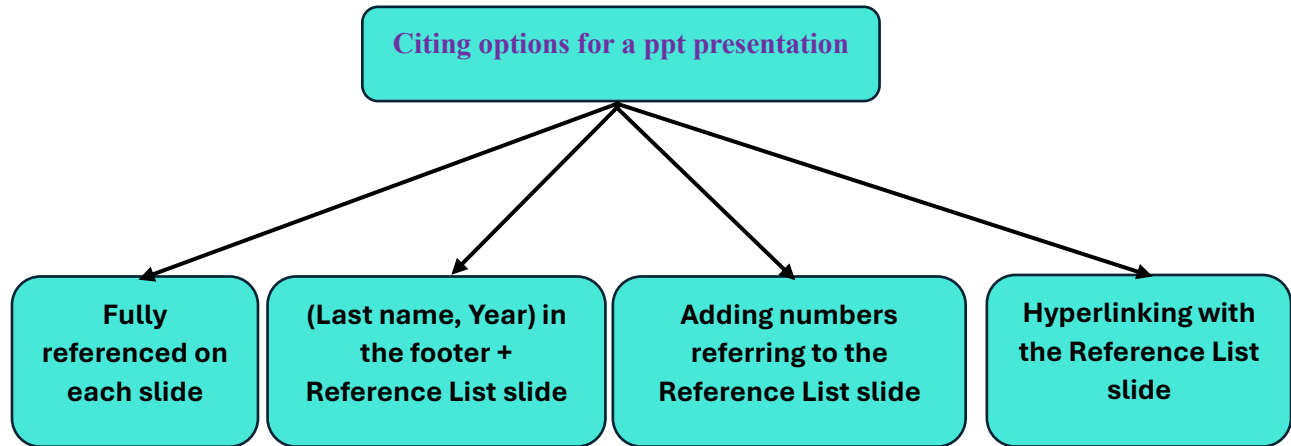 Citing options for a ppt presentation
Fully
referenced on
each slide
(Last name, Year) in
the footer +
Reference List slide
Adding numbers
referring to the
Reference List slide
Hyperlinking with
the Reference List
slide